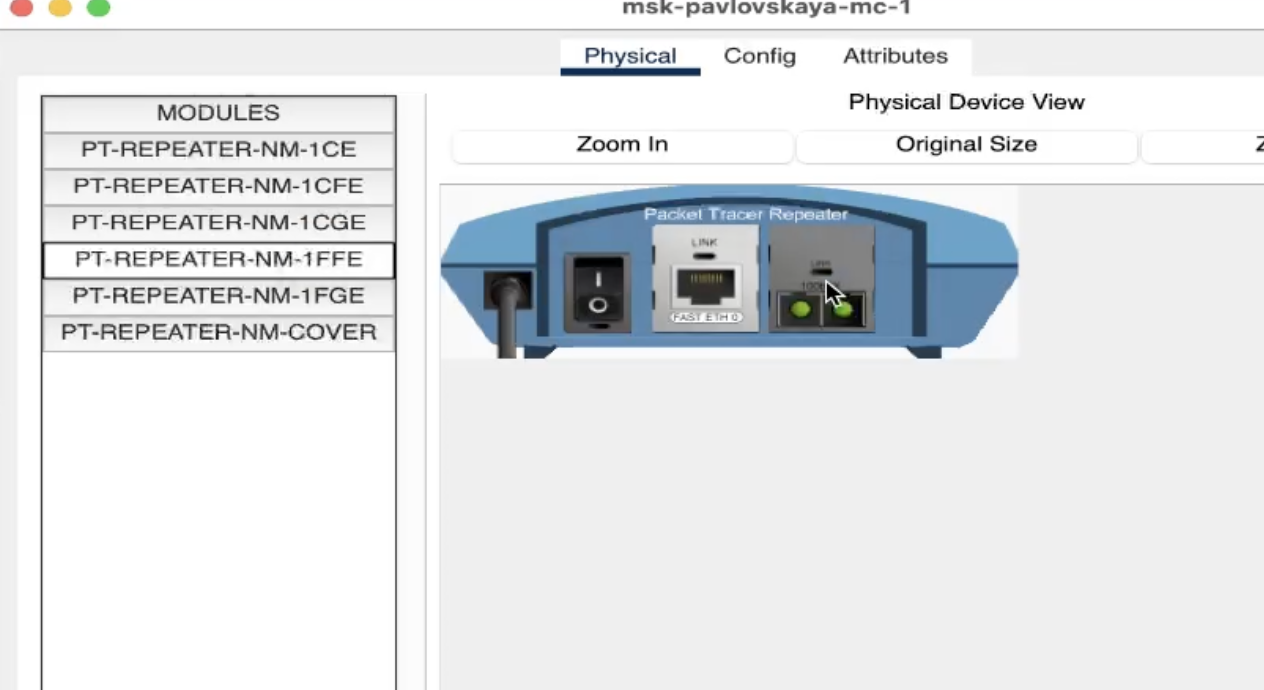 msk-pavlovskaya-mc-1
Physical Config Attributes
MODULES
PT-REPEATER-NM-1CE
PT-REPEATER-NM-1CFE
PT-REPEATER-NM-1CGE
PT-REPEATER-NM-1FFE
PT-REPEATER-NM-1FGE
PT-REPEATER-NM-COVER
Physical Device View
Zoom In Original Size Z
Packet Tracer Repeater
LINK
LINK
FAST ETH 0